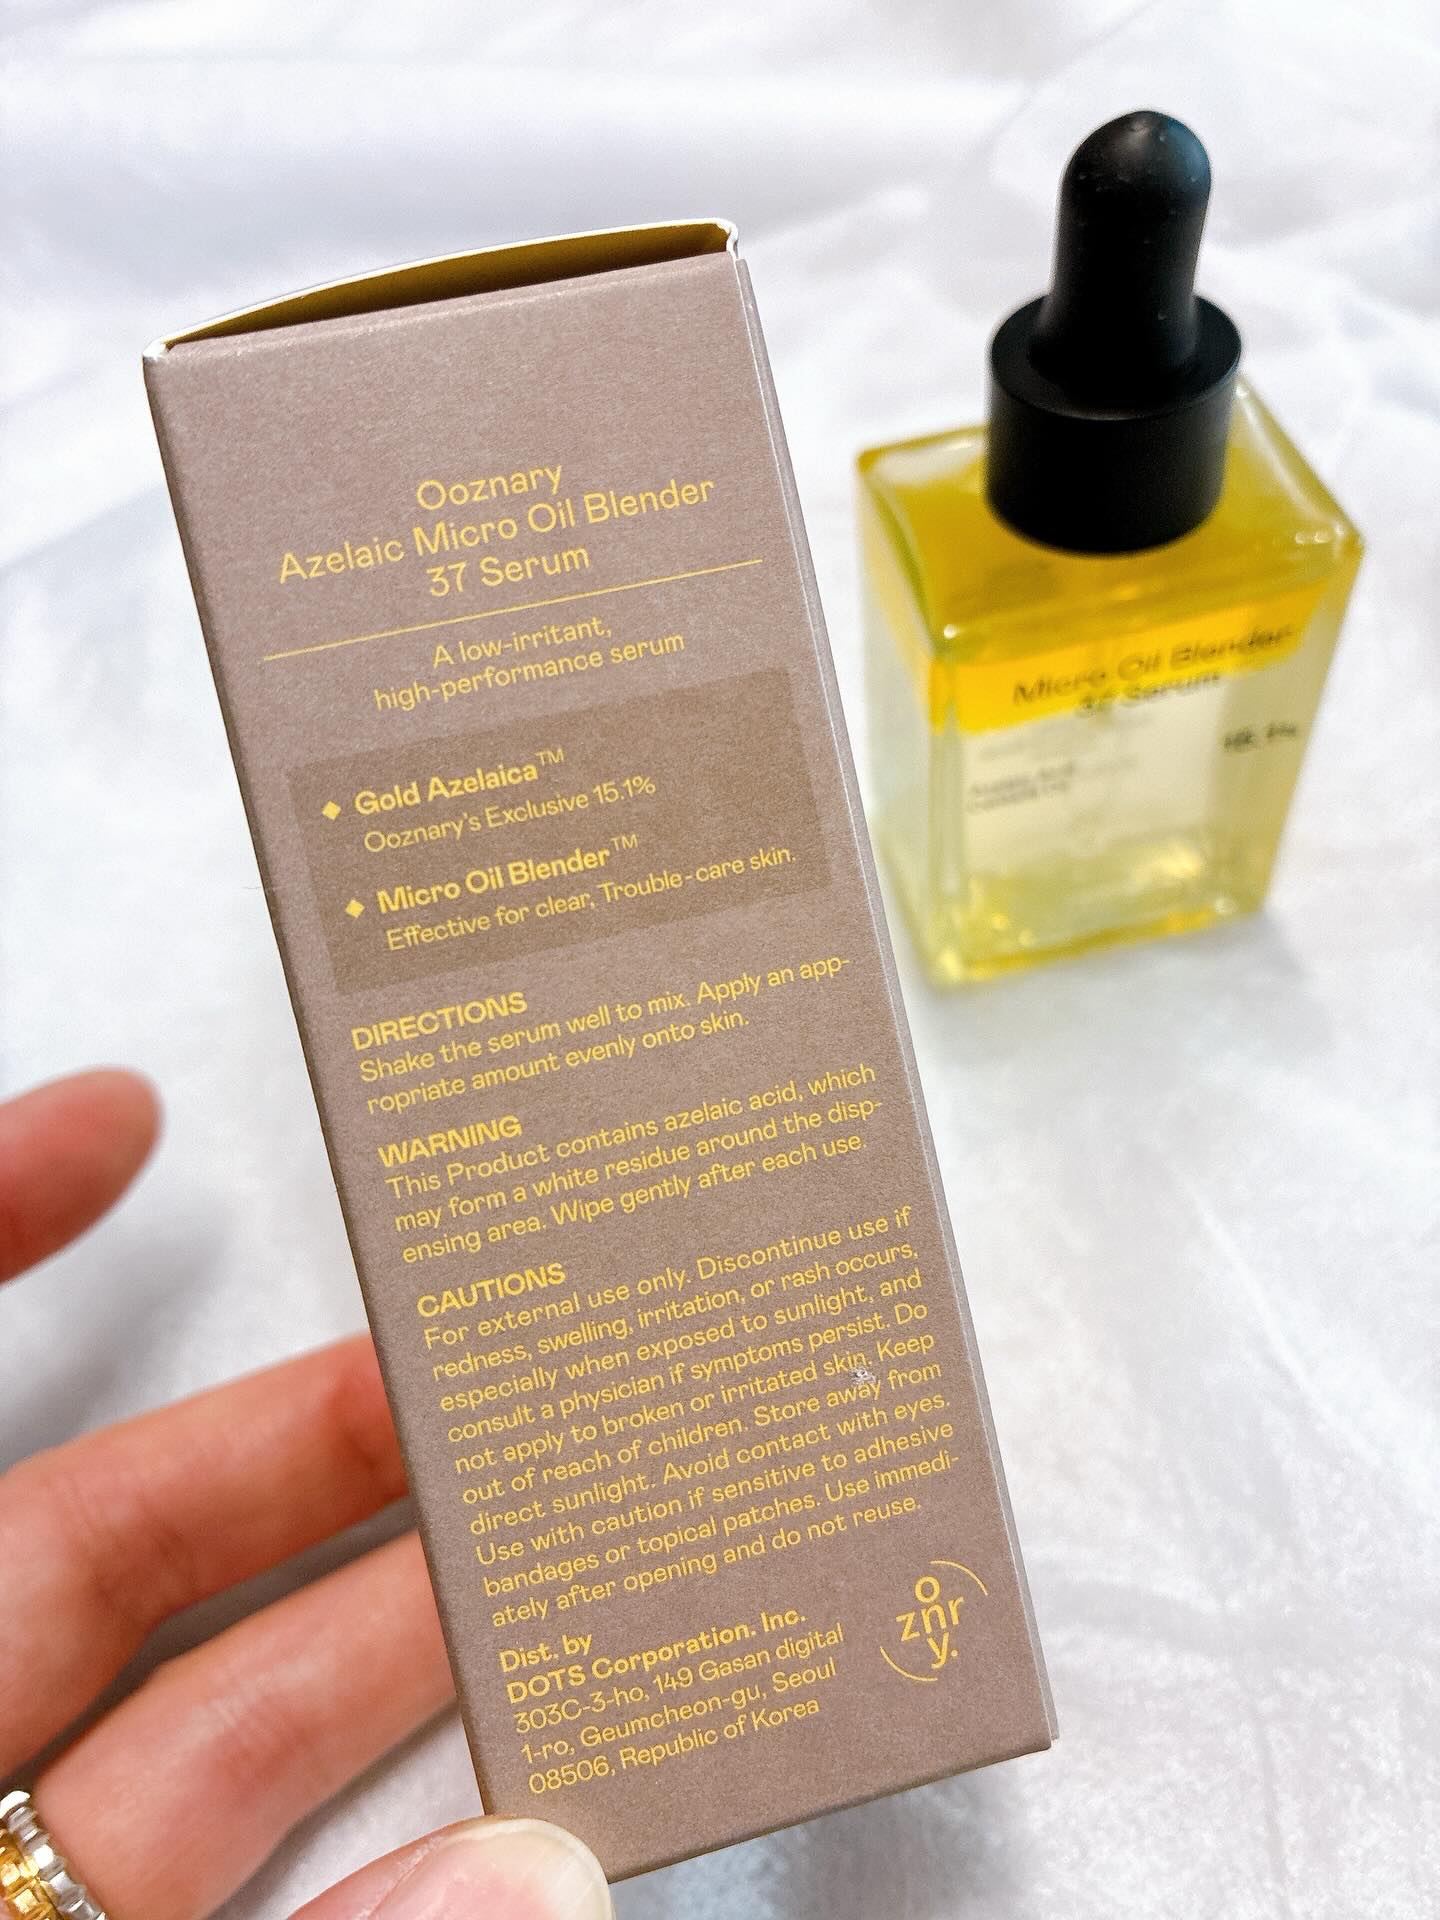 Ooznary
Azelaic Micro Oil Blender
37 Serum
A low-irritant,
high-performance serum
◆ Gold Azelaica™
Ooznary's Exclusive 15.1%
◆ Micro Oil Blender™
Effective for clear, Trouble-care skin.
DIRECTIONS
Shake the serum well to mix. Apply an app-
ropriate amount evenly onto skin.
WARNING
This Product contains azelaic acid, which
may form a white residue around the disp-
ensing area. Wipe gently after each use.
CAUTIONS
For external use only. Discontinue use if
redness, swelling, irritation, or rash occurs,
especially when exposed to sunlight, and
consult a physician if symptoms persist. Do
not apply to broken or irritated skin. Keep
out of reach of children. Store away from
direct sunlight. Avoid contact with eyes.
Use with caution if sensitive to adhesive
bandages or topical patches. Use immedi-
ately after opening and do not reuse.
Dist. by
DOTS Corporation. Inc.
303C-3-ho, 149 Gasan digital
1-ro, Geumcheon-gu, Seoul
08506, Republic of Korea
o
znr
y.
Micro Oil Blender
37 Serum